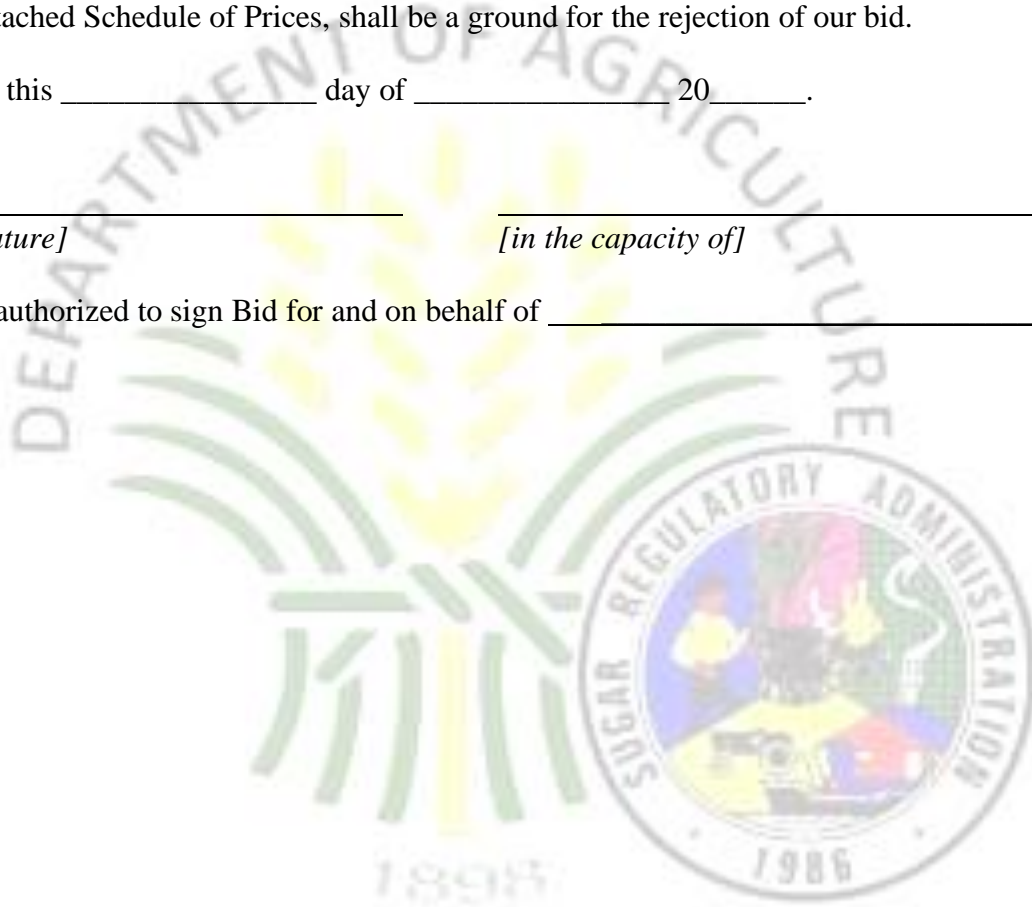 tached Schedule of Prices, shall be a ground for the rejection of our bid.
this ________________ day of ________________ 20______.
ature] [in the capacity of]
authorized to sign Bid for and on behalf of ______________________________
DEPARTMENT OF AGRICULTURE
1898
SUGAR REGULATORY ADMINISTRATION
1986